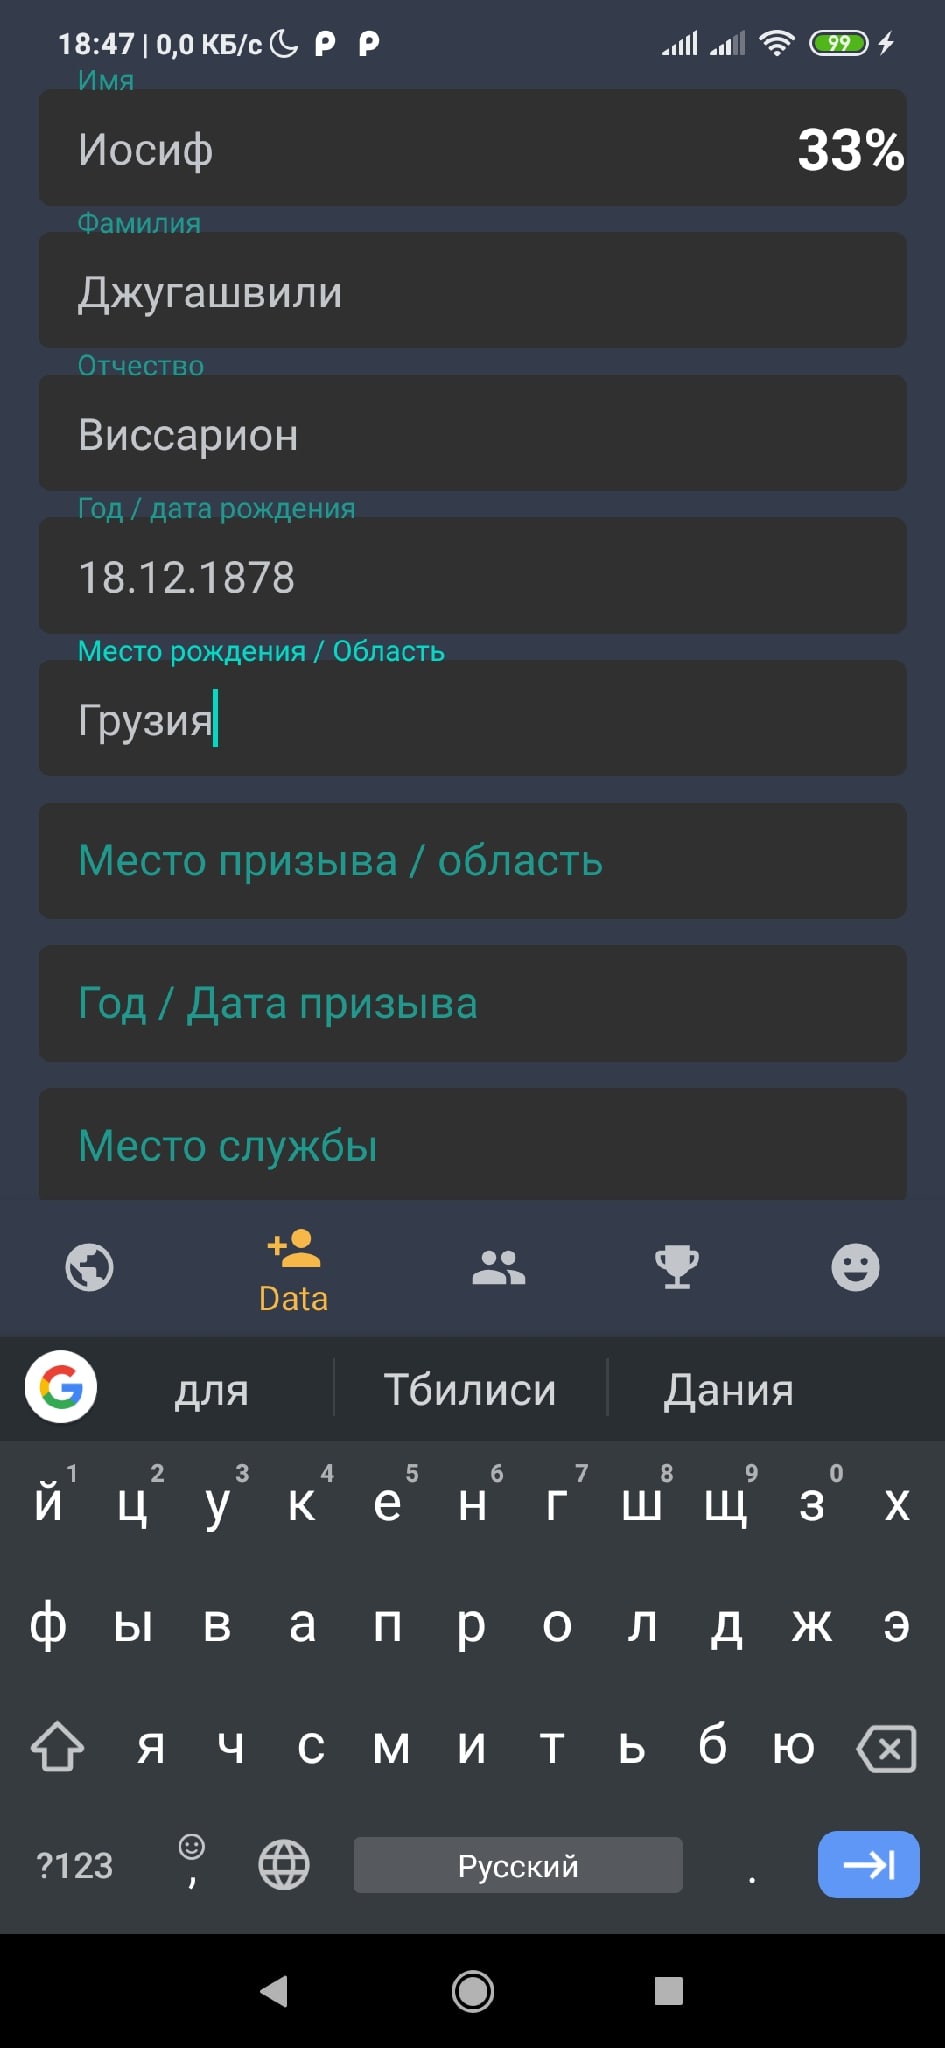 18:47 | 0,0 КБ/с 99
Имя
Иосиф 33%
Фамилия
Джугашвили
Отчество
Виссарион
Год / дата рождения
18.12.1878
Место рождения / Область
Грузия
Место призыва / область
Год / Дата призыва
Место службы
Data
для Тбилиси Дания
1 2 3 4 5 6 7 8 9 0
й ц у к е н г ш щ з х
ф ы в а п р о л д ж э
я ч с м и т ь б ю
?123 , Русский .